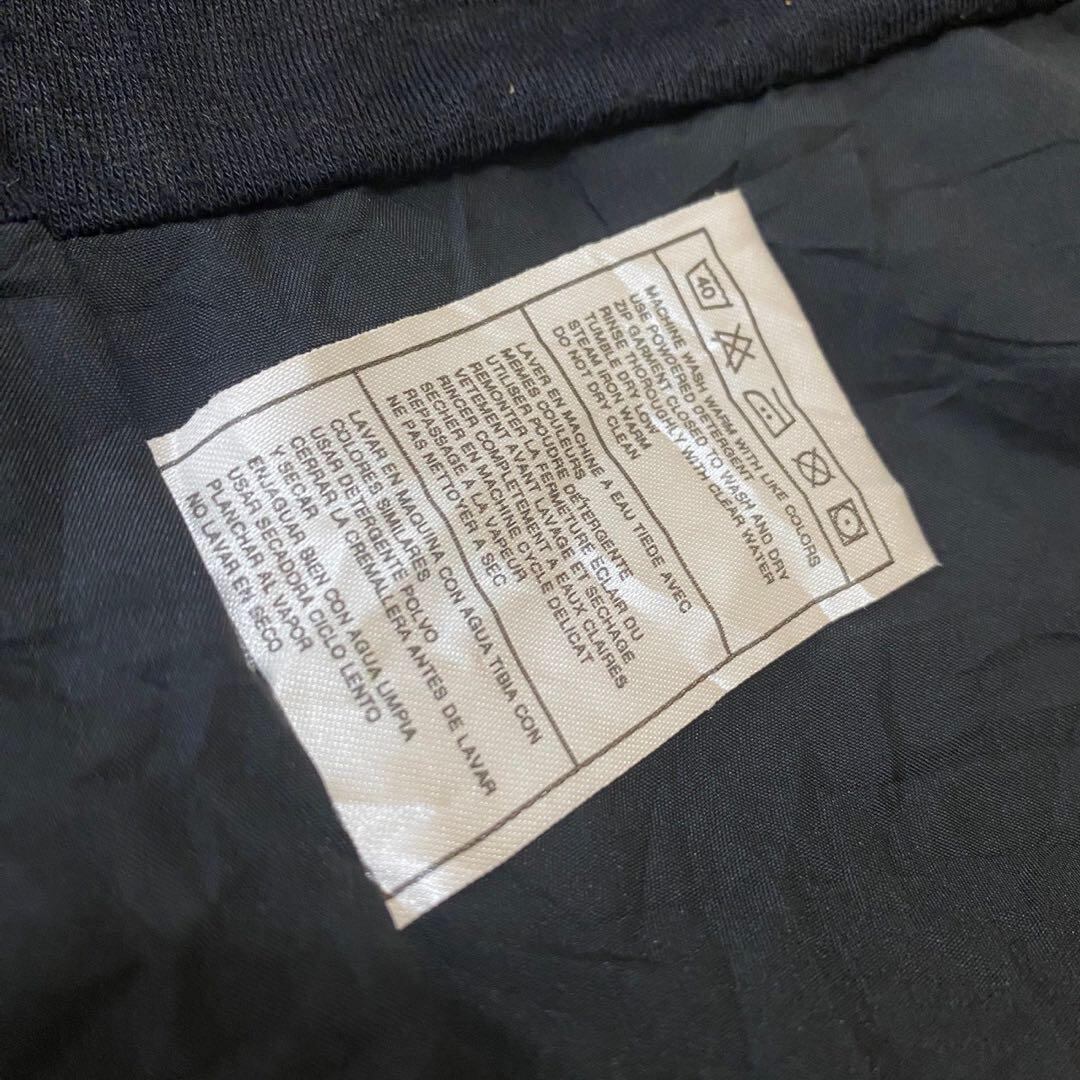 40
MACHINE WASH WARM WITH LIKE COLORS
USE POWDERED DETERGENT
ZIP GARMENT CLOSED TO WASH AND DRY
RINSE THOROUGHLY WITH CLEAR WATER
TUMBLE DRY LOW
STEAM IRON WARM
DO NOT DRY CLEAN
LAVER EN MACHINE A EAU TIEDE AVEC
MEMES COULEURS
UTILISER POUDRE DÉTERGENTE
REMONTER LA FERMETURE ECLAIR DU
VETEMENT AVANT LAVAGE ET SECHAGE
RINCER COMPLETEMENT A EAUX CLAIRES
SECHER EN MACHINE CYCLE DELICAT
REPASSAGE A LA VAPEUR
NE PAS NETTOYER A SEC
LAVAR EN MAQUINA CON AGUA TIBIA CON
COLORES SIMILARES
USAR DETERGENTE POLVO
CERRAR LA CREMALLERA ANTES DE LAVAR
Y SECAR
ENJAGUAR BIEN CON AGUA LIMPIA
USAR SECADORA CICLO LENTO
PLANCHAR AL VAPOR
NO LAVAR EN SECO